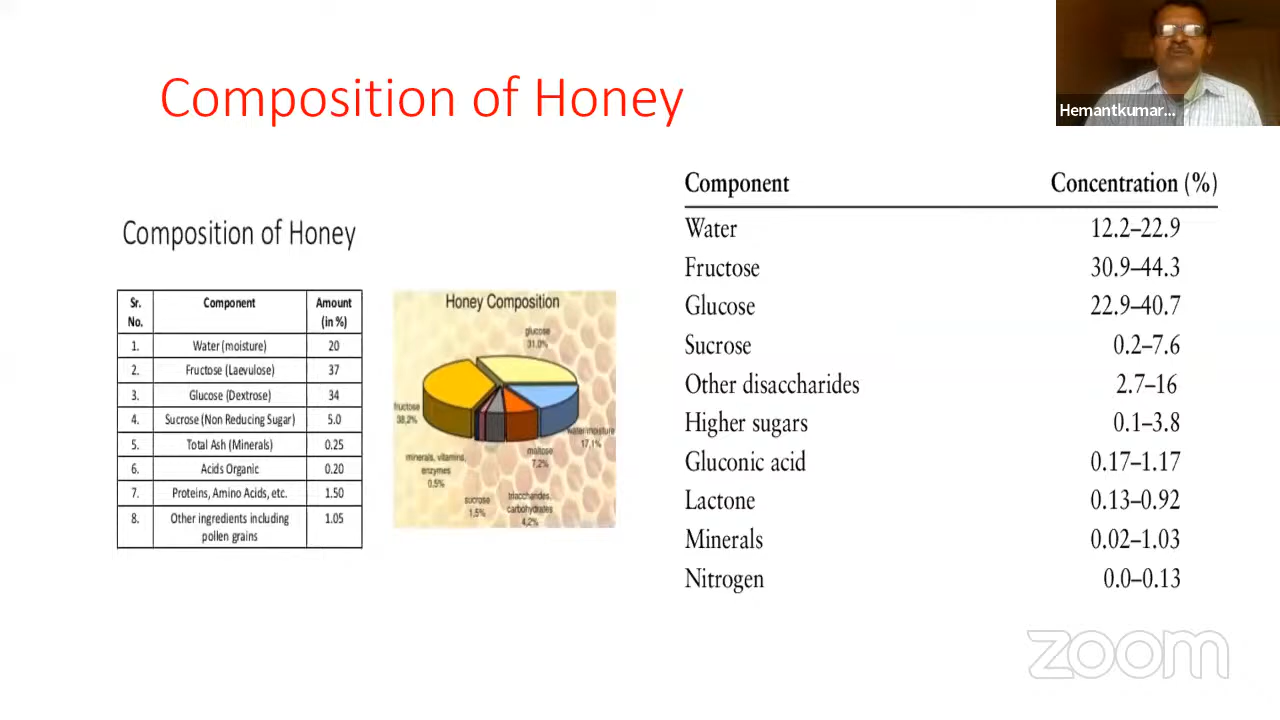 Composition of Honey
Hemantkumar...
Composition of Honey
Sr. No. Component Amount (in %)
1. Water (moisture) 20
2. Fructose (Laevulose) 37
3. Glucose (Dextrose) 34
4. Sucrose (Non Reducing Sugar) 5.0
5. Total Ash (Minerals) 0.25
6. Acids Organic 0.20
7. Proteins, Amino Acids, etc. 1.50
8. Other ingredients including pollen grains 1.05
Honey Composition
glucose
31,0%
fructose
38,2%
water/moisture
17,1%
maltose
7,2%
minerals, vitamins,
enzymes
0,5%
sucrose
1,5%
carbohydrates
4,2%
Component Concentration (%)
Water 12.2–22.9
Fructose 30.9–44.3
Glucose 22.9–40.7
Sucrose 0.2–7.6
Other disaccharides 2.7–16
Higher sugars 0.1–3.8
Gluconic acid 0.17–1.17
Lactone 0.13–0.92
Minerals 0.02–1.03
Nitrogen 0.0–0.13
zoom